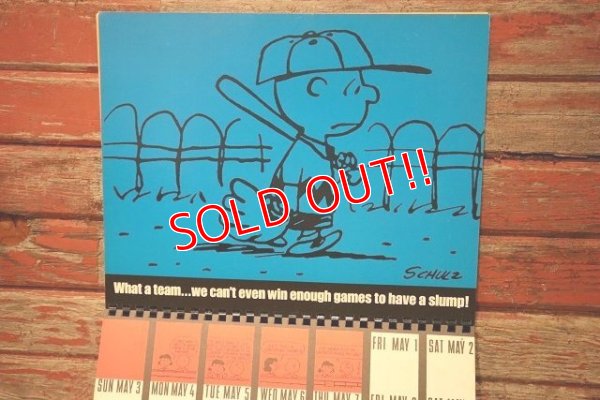 SOLD OUT!!
SCHULZ
What a team...we can't even win enough games to have a slump!
FRI MAY 1
SAT MAY 2
SUN MAY 3
MON MAY 4
TUE MAY 5
WED MAY 6
THU MAY 7